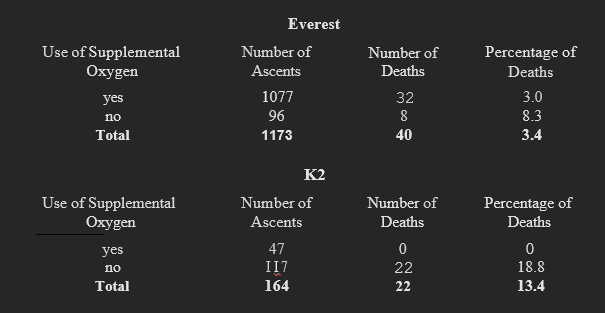 Everest
Use of Supplemental Oxygen Number of Ascents Number of Deaths Percentage of Deaths
yes 1077 32 3.0
no 96 8 8.3
Total 1173 40 3.4
K2
Use of Supplemental Oxygen Number of Ascents Number of Deaths Percentage of Deaths
yes 47 0 0
no II7 22 18.8
Total 164 22 13.4